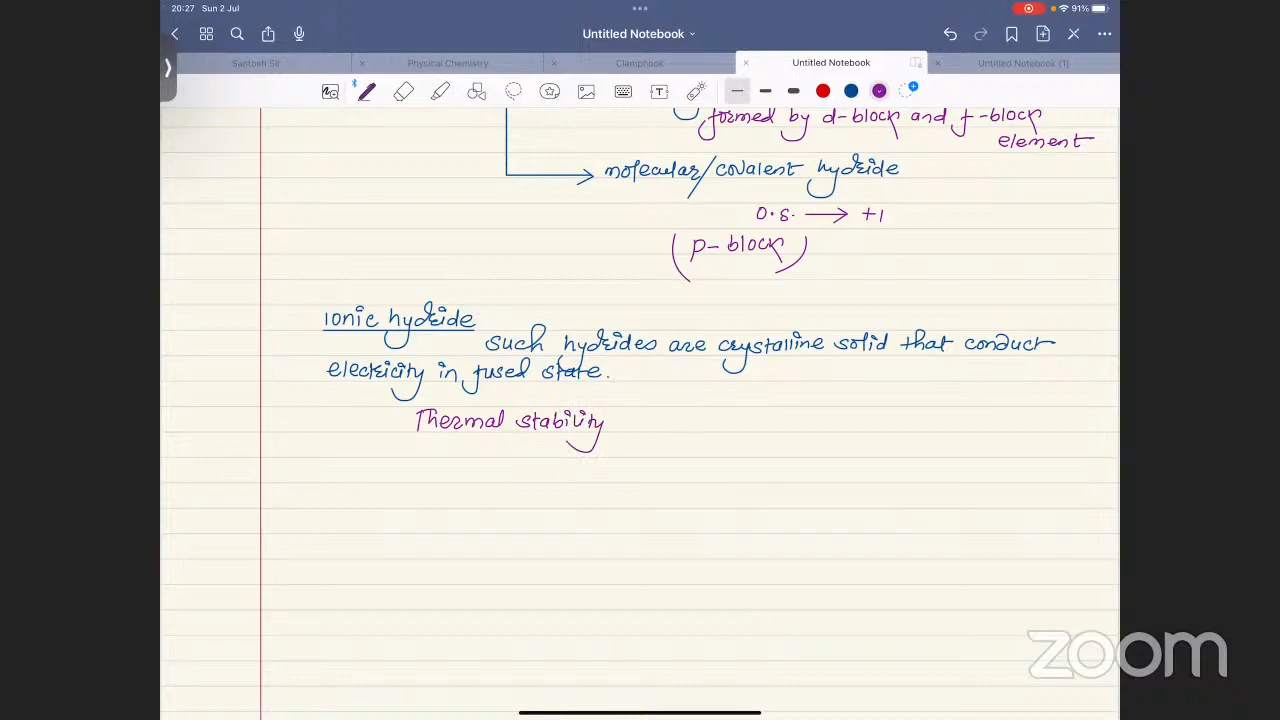 20:27 Sun 2 Jul
91%
Untitled Notebook
Santosh Sir
Physical Chemistry
Clamphook
Untitled Notebook
Untitled Notebook (1)
formed by d-block and f-block
element
molecular/covalent hydride
O.S. → +1
(p-block)
Ionic hydride
Such hydrides are crystalline solid that conduct
electricity in fused state.
Thermal stability
zoom